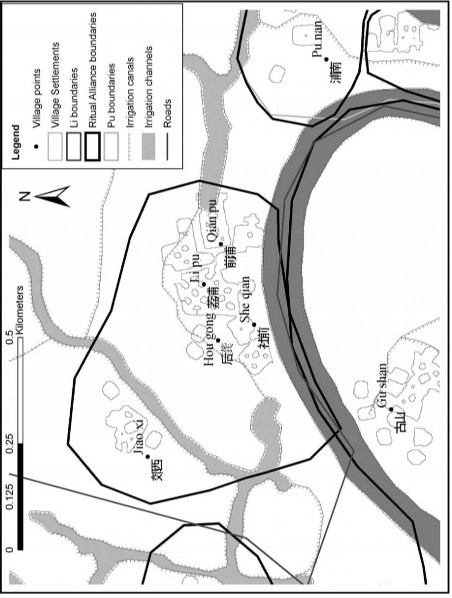 Legend
Village points
Village Settlements
Li boundaries
Ritual Alliance boundaries
Pu boundaries
Irrigation canals
Irrigation channels
Roads
N
0 0.125 0.25 0.5
Kilometers
Pu nan
浦南
Qian pu
前浦
Li pu
荔浦
Hou gong
后
She qian
社前
Jiao xi
郊西
Gu shan
古山